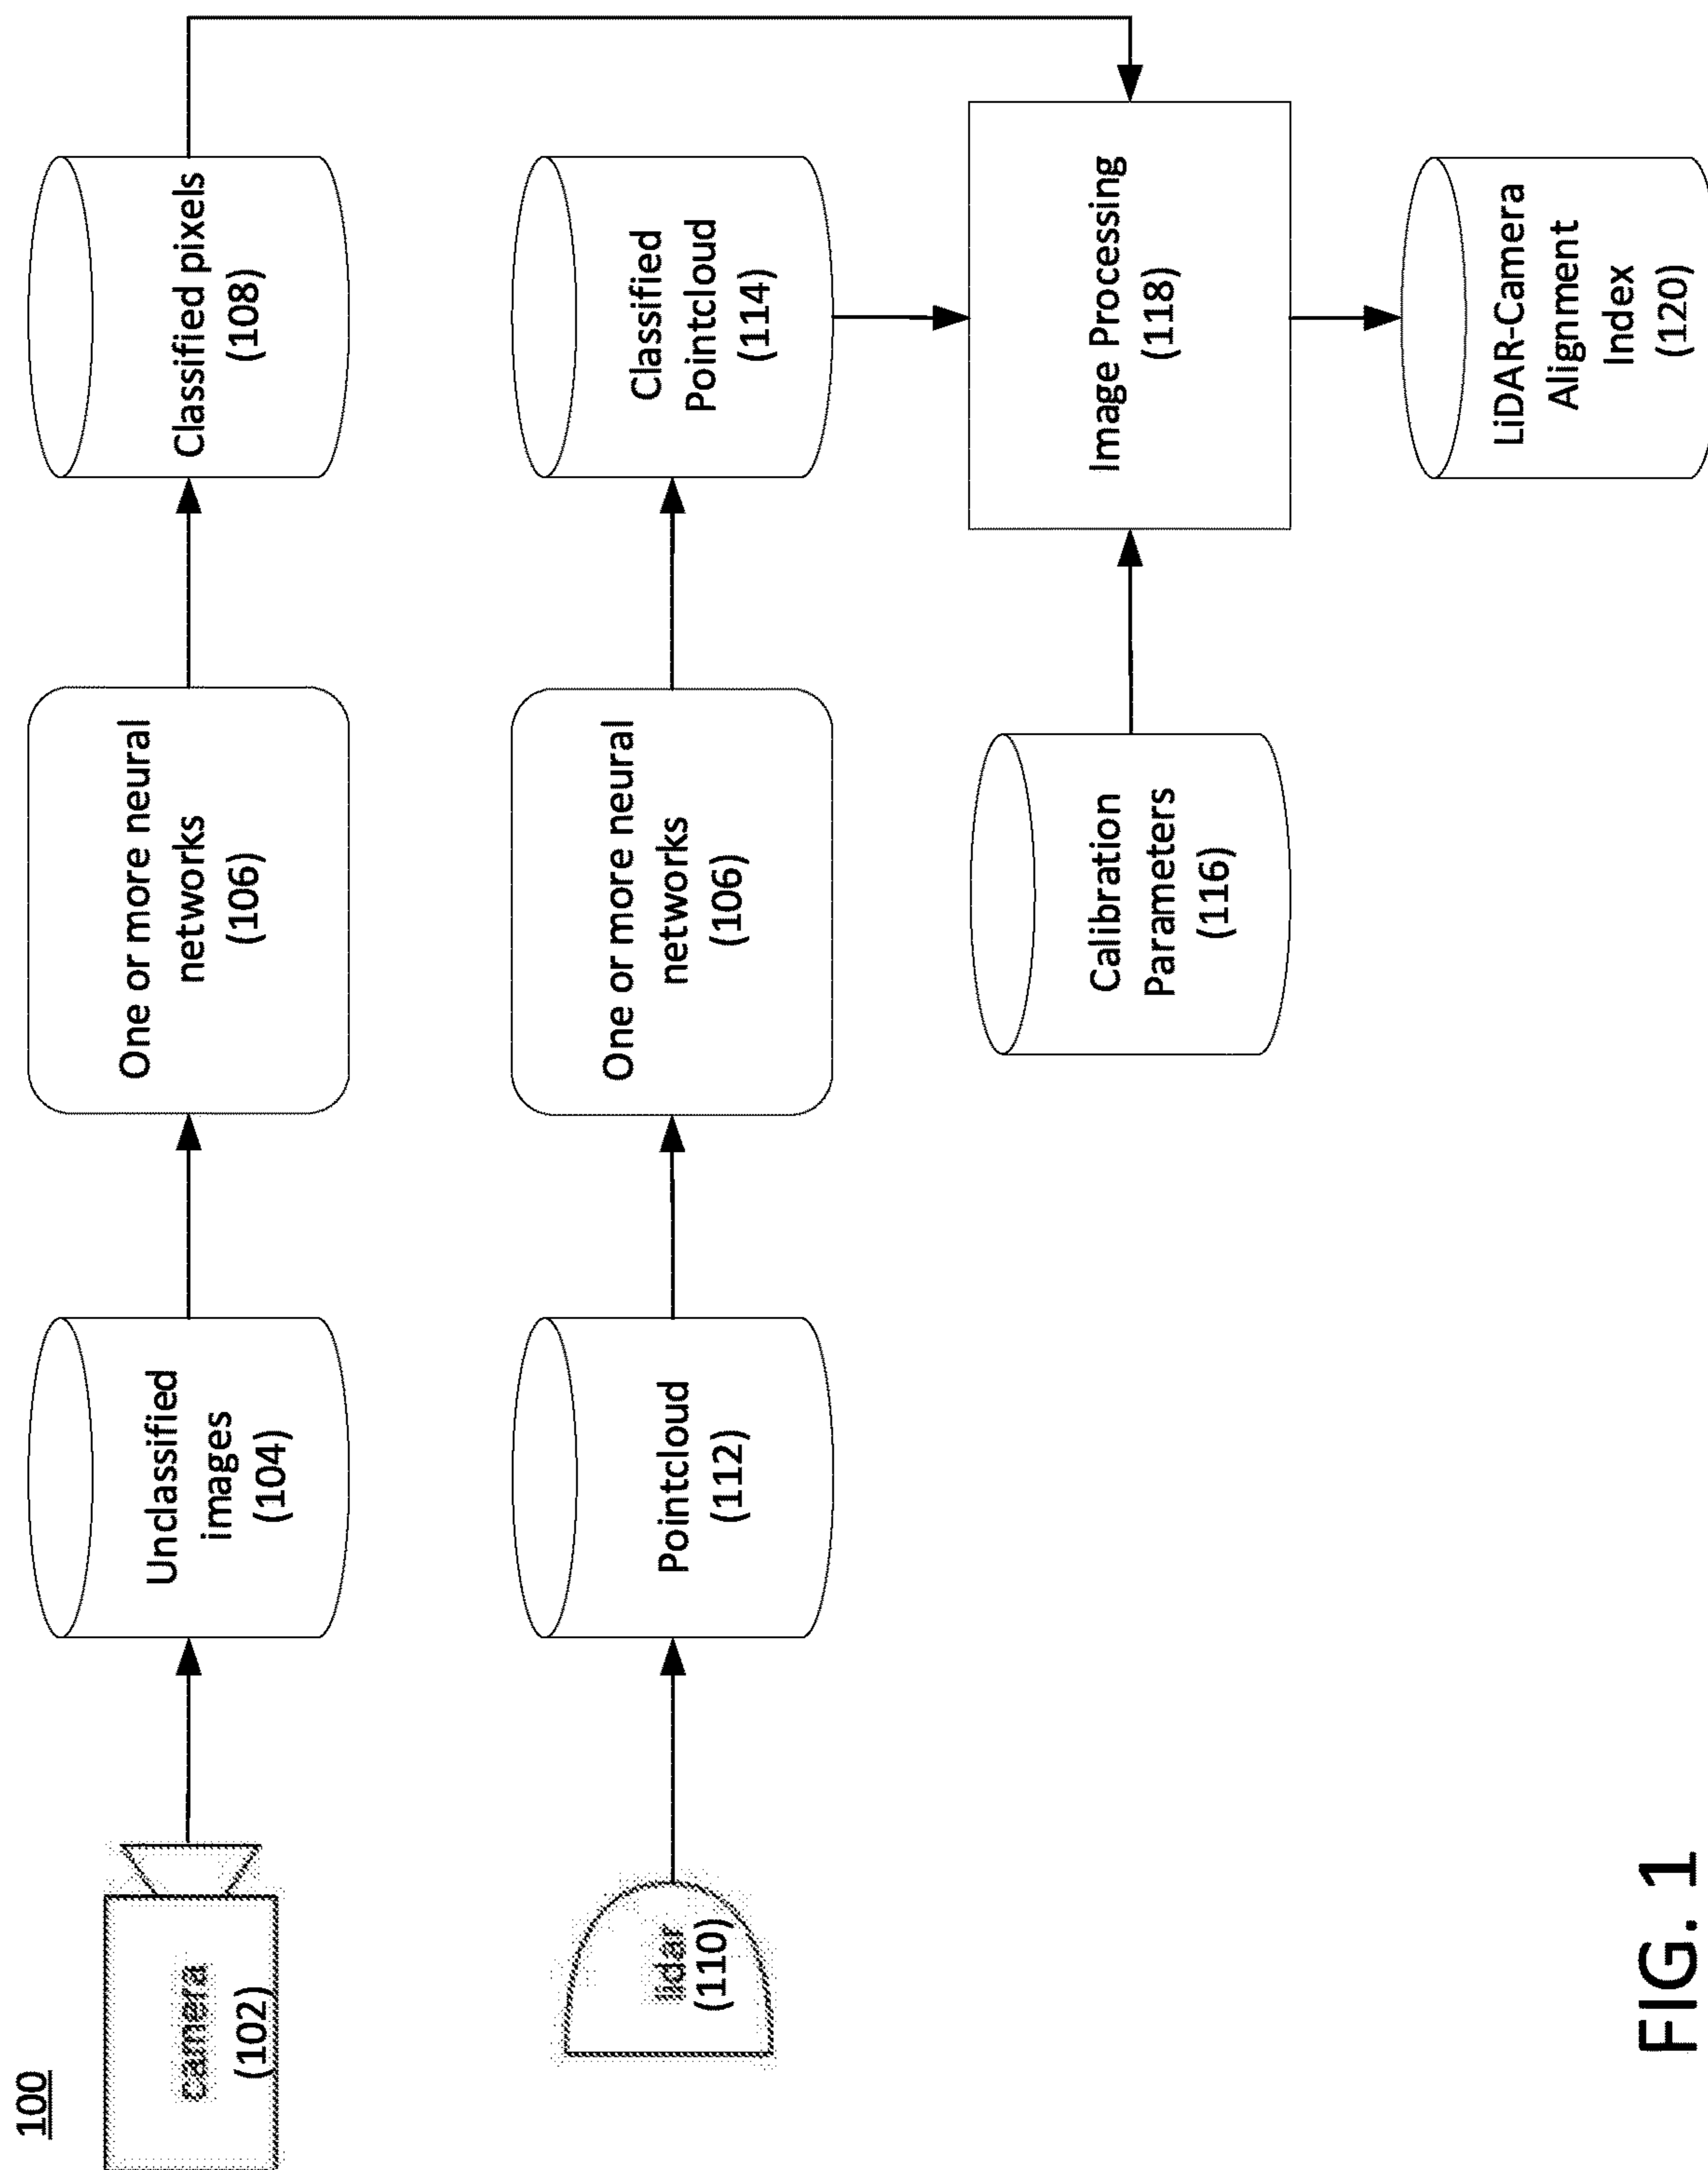 100
camera
(102)
Unclassified
images
(104)
One or more neural
networks
(106)
Classified pixels
(108)
lidar
(110)
Pointcloud
(112)
One or more neural
networks
(106)
Classified
Pointcloud
(114)
Calibration
Parameters
(116)
Image Processing
(118)
LiDAR-Camera
Alignment
Index
(120)
FIG. 1